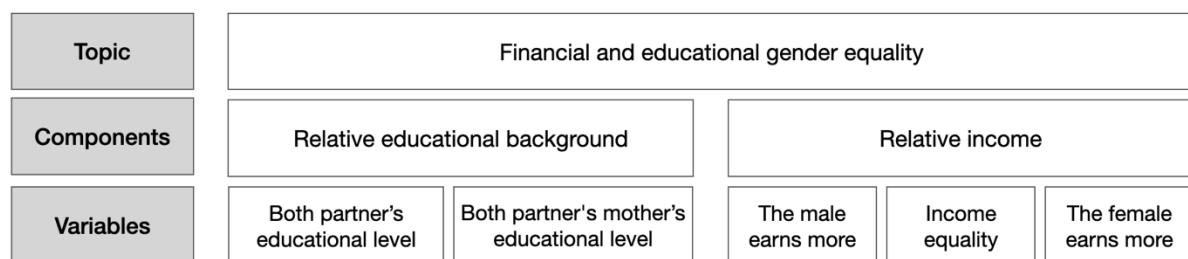 Topic
Financial and educational gender equality
Components
Relative educational background
Relative income
Variables
Both partner’s
educational level
Both partner's mother’s
educational level
The male
earns more
Income
equality
The female
earns more